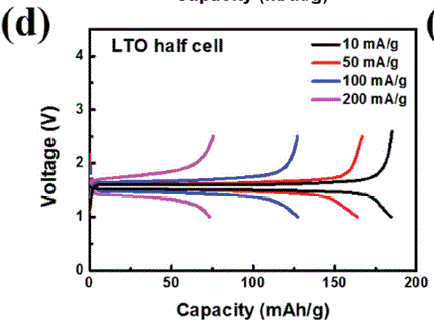 (d)
LTO half cell
10 mA/g
50 mA/g
100 mA/g
200 mA/g
Voltage (V)
4
3
2
1
0
0
50
100
150
200
Capacity (mAh/g)